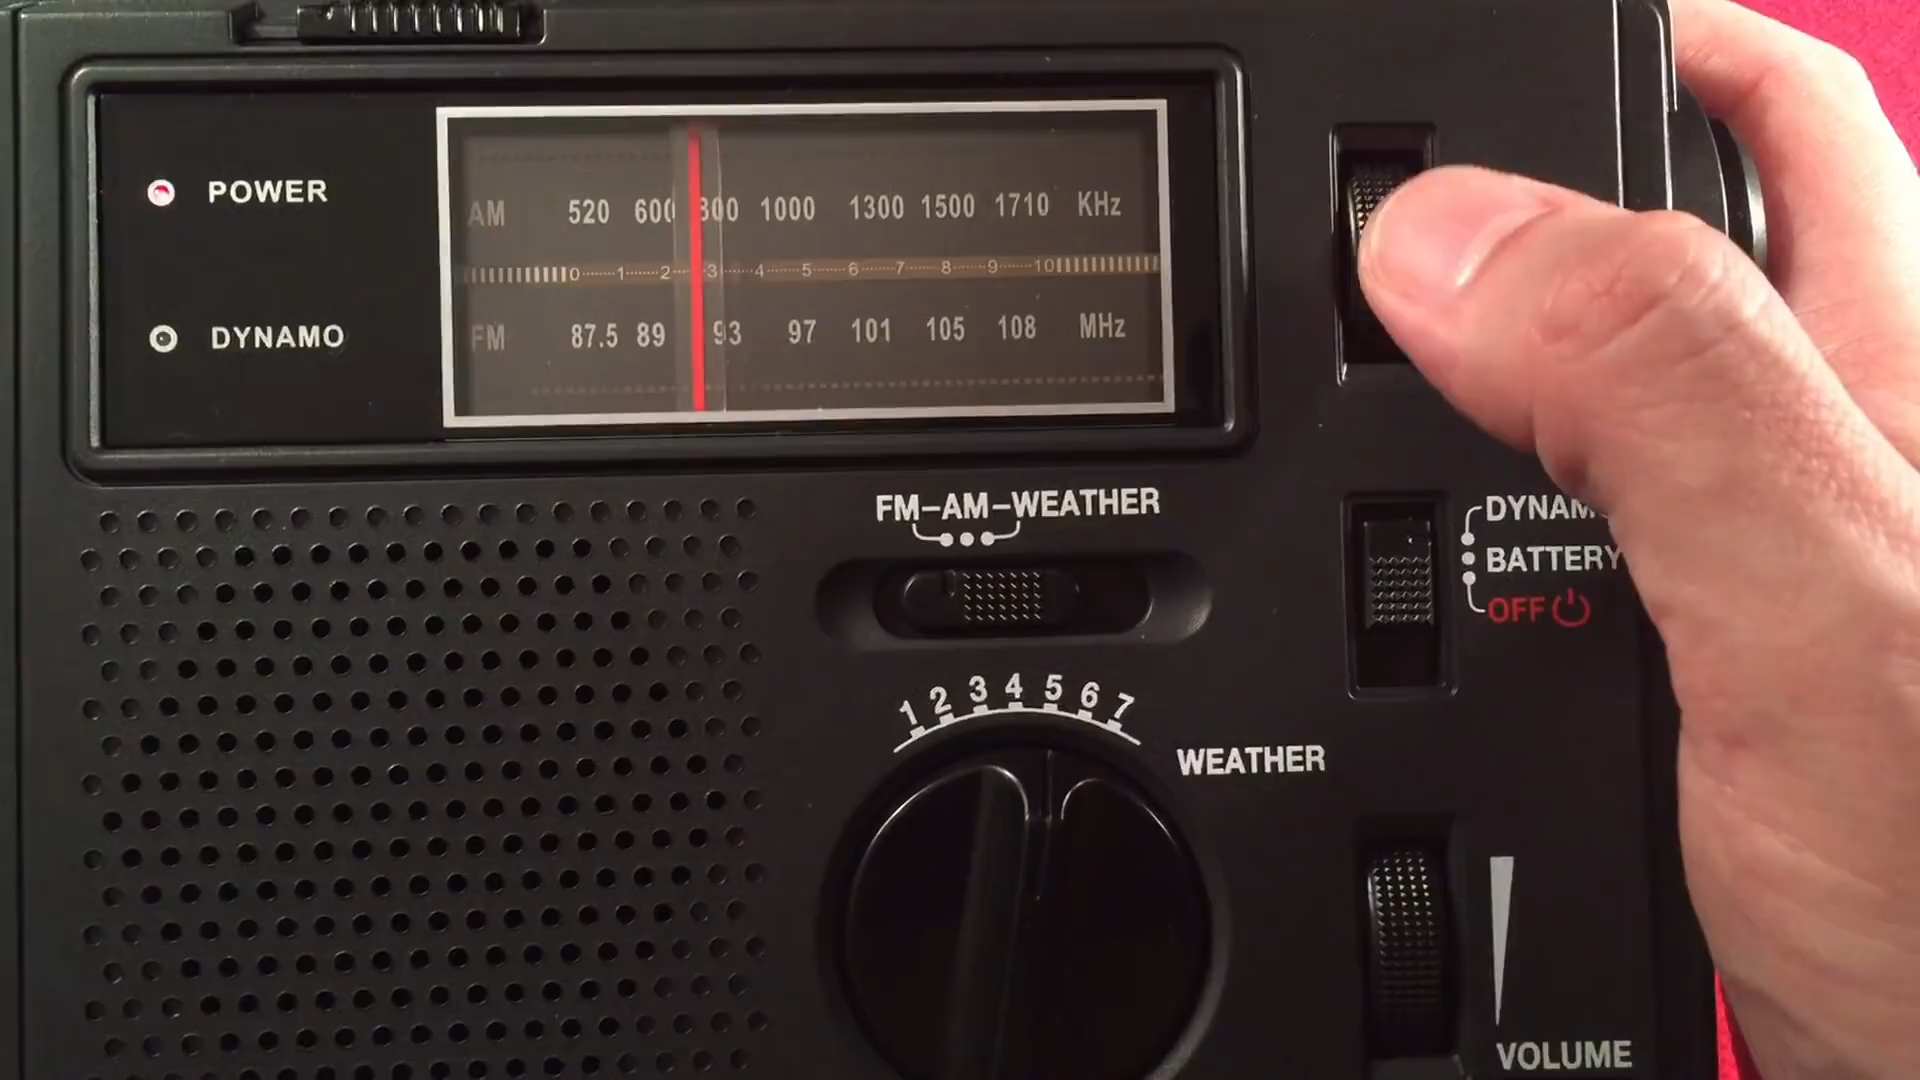 POWER
DYNAMO
AM 520 600 800 1000 1300 1500 1710 KHz
0 1 2 3 4 5 6 7 8 9 10
FM 87.5 89 93 97 101 105 108 MHz
FM-AM-WEATHER
DYNAM
BATTERY
OFF
1 2 3 4 5 6 7
WEATHER
VOLUME